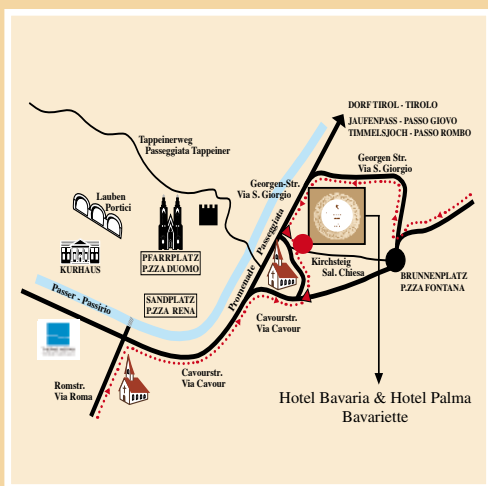 DORF TIROL - TIROLO
JAUFENPASS - PASSO GIOVO
TIMMELSJOCH - PASSO ROMBO
Tappeinerweg
Passeggiata Tappeiner
Georgen Str.
Via S. Giorgio
Georgen-Str.
Via S. Giorgio
Lauben
Portici
KURHAUS
PFARRPLATZ
P.ZZA DUOMO
Promenade Passeggiata
Kirchsteig
Sal. Chiesa
BRUNNENPLATZ
P.ZZA FONTANA
SANDPLATZ
P.ZZA RENA
Passer - Passirio
Cavourstr.
Via Cavour
Cavourstr.
Via Cavour
Romstr.
Via Roma
Hotel Bavaria & Hotel Palma
Bavariette